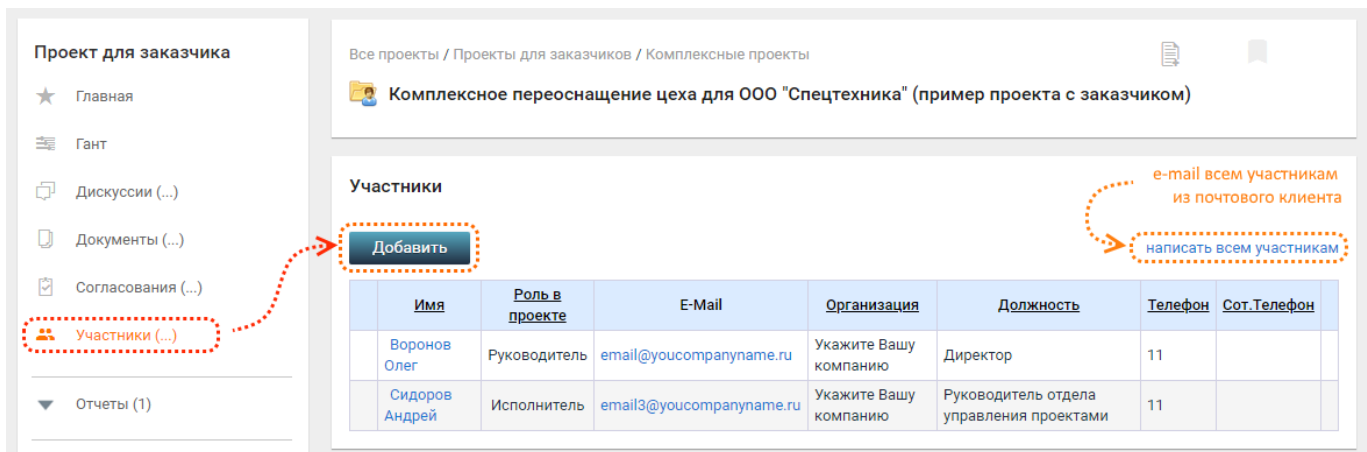 Проект для заказчика
Главная
Гант
Дискуссии (...)
Документы (...)
Согласования (...)
Участники (...)
Отчеты (1)
Все проекты / Проекты для заказчиков / Комплексные проекты
Комплексное переоснащение цеха для ООО "Спецтехника" (пример проекта с заказчиком)
Участники
e-mail всем участникам
из почтового клиента
Добавить
написать всем участникам
Имя Роль в проекте E-Mail Организация Должность Телефон Сот.Телефон
Воронов Олег Руководитель email@youcompanyname.ru Укажите Вашу компанию Директор 11
Сидоров Андрей Исполнитель email3@youcompanyname.ru Укажите Вашу компанию Руководитель отдела управления проектами 11